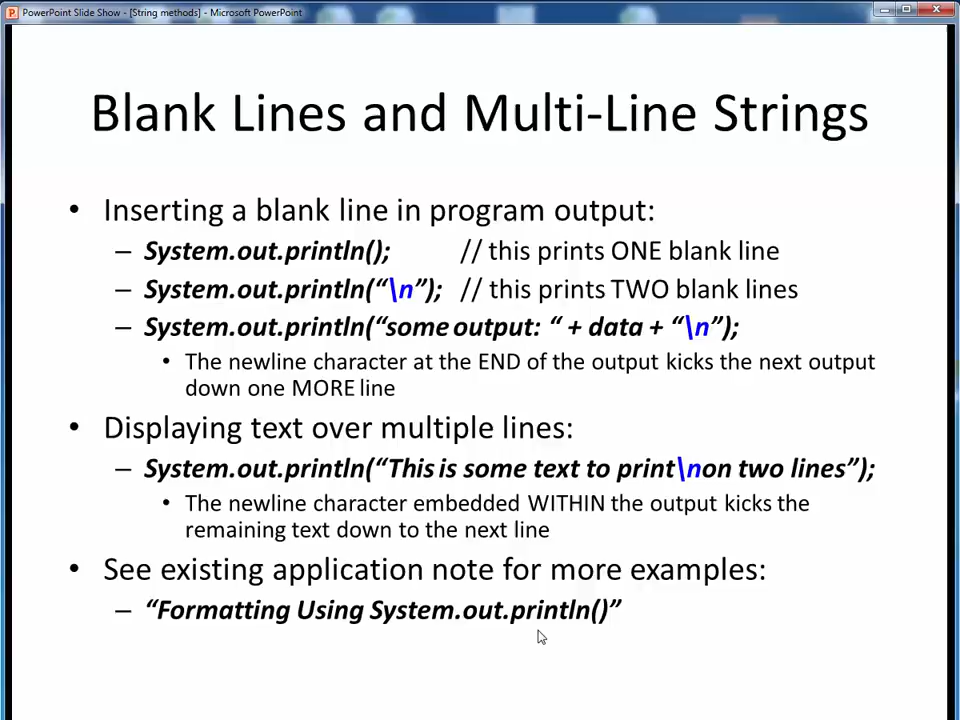 PowerPoint Slide Show - [String methods] - Microsoft PowerPoint
Blank Lines and Multi-Line Strings
• Inserting a blank line in program output:
– System.out.println(); // this prints ONE blank line
– System.out.println(“\n”); // this prints TWO blank lines
– System.out.println(“some output: “ + data + “\n”);
• The newline character at the END of the output kicks the next output
down one MORE line
• Displaying text over multiple lines:
– System.out.println(“This is some text to print\non two lines”);
• The newline character embedded WITHIN the output kicks the
remaining text down to the next line
• See existing application note for more examples:
– “Formatting Using System.out.println()”